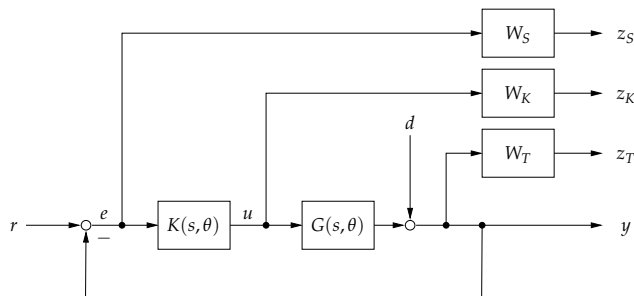 W_S z_S
W_K z_K
d
W_T z_T
r e K(s,θ) u G(s,θ) y
−